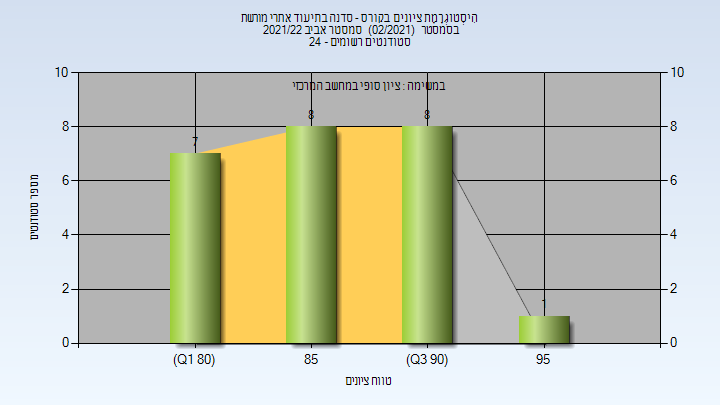 היסטוגרמת ציונים בקורס - סדנה בתיעוד אתרי מורשת
בסמסטר (02/2021) סמסטר אביב 2021/22
סטודנטים רשומים - 24
במשימה : ציון סופי במחשב המרכזי
10
8
6
4
2
0
10
8
6
4
2
0
7
8
8
1
מספר סטודנטים
(Q1 80)
85
(Q3 90)
95
טווח ציונים